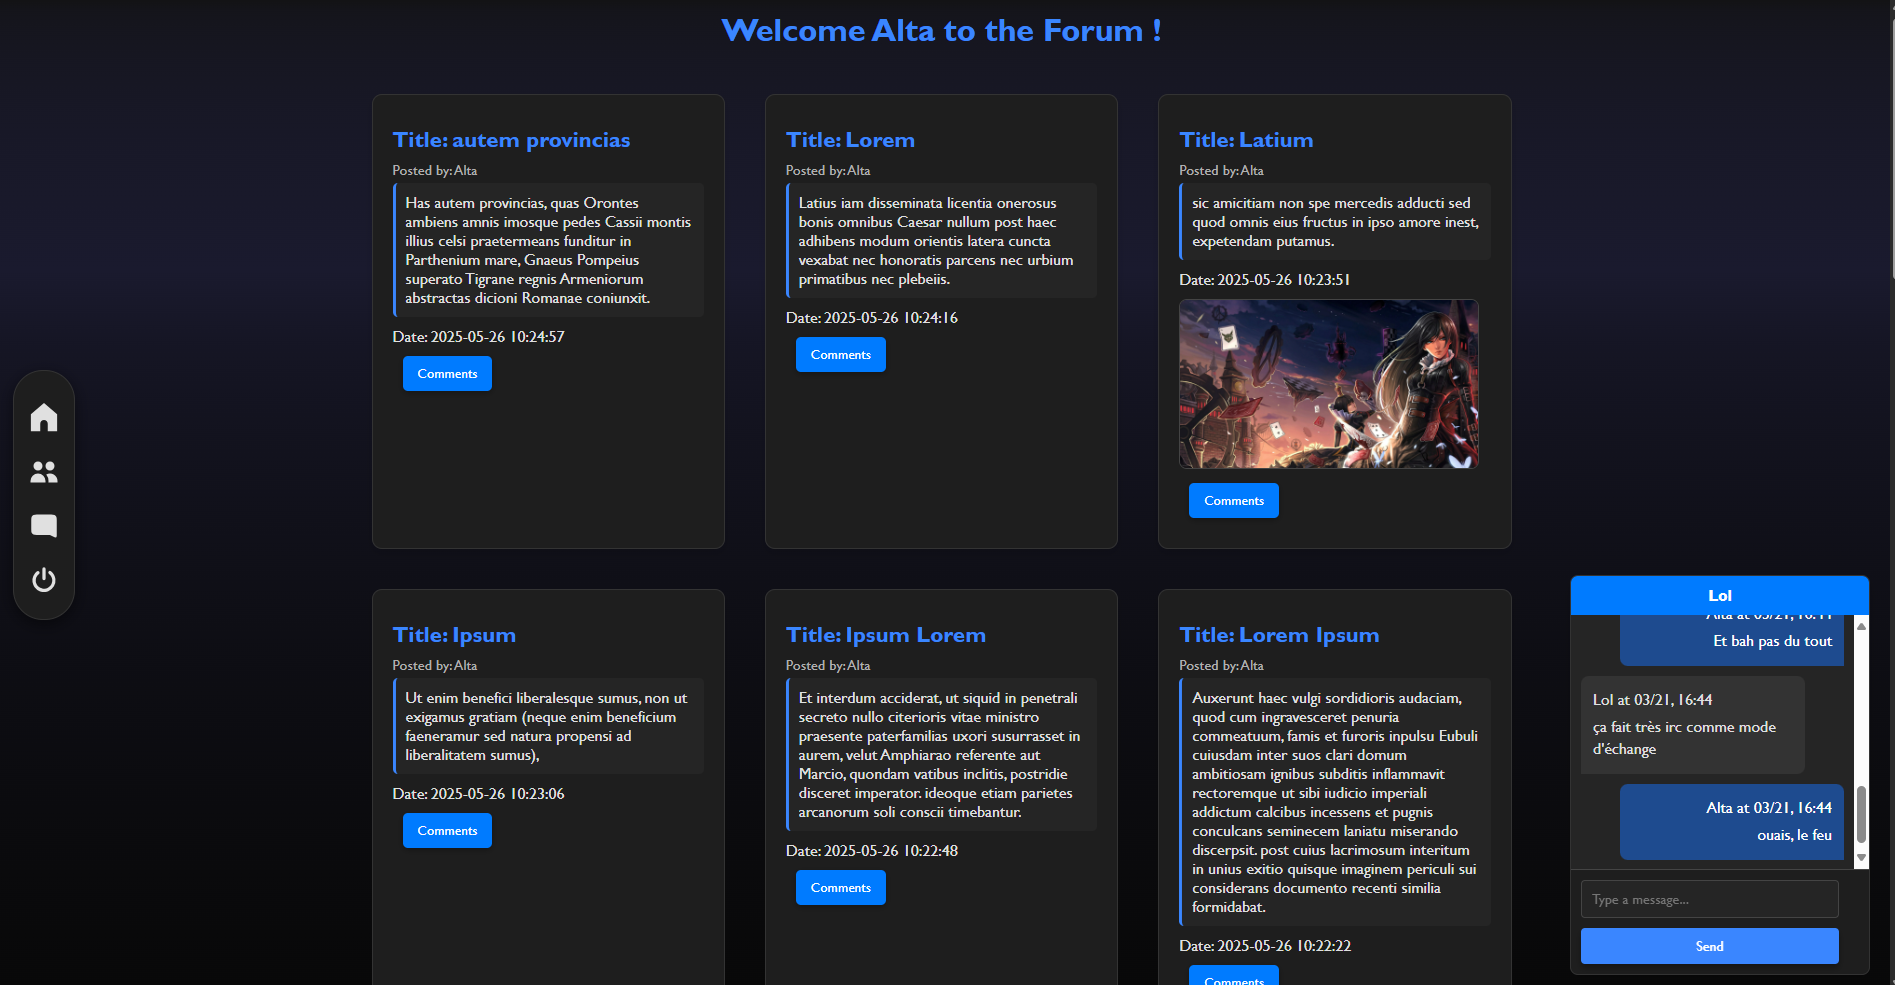 Welcome Alta to the Forum !
Title: autem provincias
Posted by:Alta
Has autem provincias, quas Orontes
ambiens amnis imosque pedes Cassii montis
illius celsi praetermeans funditur in
Parthenium mare, Gnaeus Pompeius
superato Tigrane regnis Armeniorum
abstractas dicioni Romanae coniunxit.
Date: 2025-05-26 10:24:57
Comments
Title: Lorem
Posted by:Alta
Latius iam disseminata licentia onerosus
bonis omnibus Caesar nullum post haec
adhibens modum orientis latera cuncta
vexabat nec honoratis parcens nec urbium
primatibus nec plebeiis.
Date: 2025-05-26 10:24:16
Comments
Title: Latium
Posted by:Alta
sic amicitiam non spe mercedis adducti sed
quod omnis eius fructus in ipso amore inest,
expetendam putamus.
Date: 2025-05-26 10:23:51
Comments
Title: Ipsum
Posted by:Alta
Ut enim benefici liberalesque sumus, non ut
exigamus gratiam (neque enim beneficium
faeneramur sed natura propensi ad
liberalitatem sumus),
Date: 2025-05-26 10:23:06
Comments
Title: Ipsum Lorem
Posted by:Alta
Et interdum acciderat, ut siquid in penetrali
secreto nullo citerioris vitae ministro
praesente paterfamilias uxori susurrasset in
aurem, velut Amphiarao referente aut
Marcio, quondam vatibus inclitis, postridie
disceret imperator. ideoque etiam parietes
arcanorum soli conscii timebantur.
Date: 2025-05-26 10:22:48
Comments
Title: Lorem Ipsum
Posted by:Alta
Auxerunt haec vulgi sordidioris audaciam,
quod cum ingravesceret penuria
commeatuum, famis et furoris inpulsu Eubuli
cuiusdam inter suos clari domum
ambitiosam ignibus subditis inflammavit
rectoremque ut sibi iudicio imperiali
addictum calcibus incessens et pugnis
conculcans seminecem laniatu miserando
discerpsit. post cuius lacrimosum interitum
in unius exitio quisque imaginem periculi sui
considerans documento recenti similia
formidabat.
Date: 2025-05-26 10:22:22
Comments
Lol
Alta at 03/21,
Et bah pas du tout
Lol at 03/21, 16:44
ça fait très irc comme mode
d'échange
Alta at 03/21, 16:44
ouais, le feu
Type a message...
Send